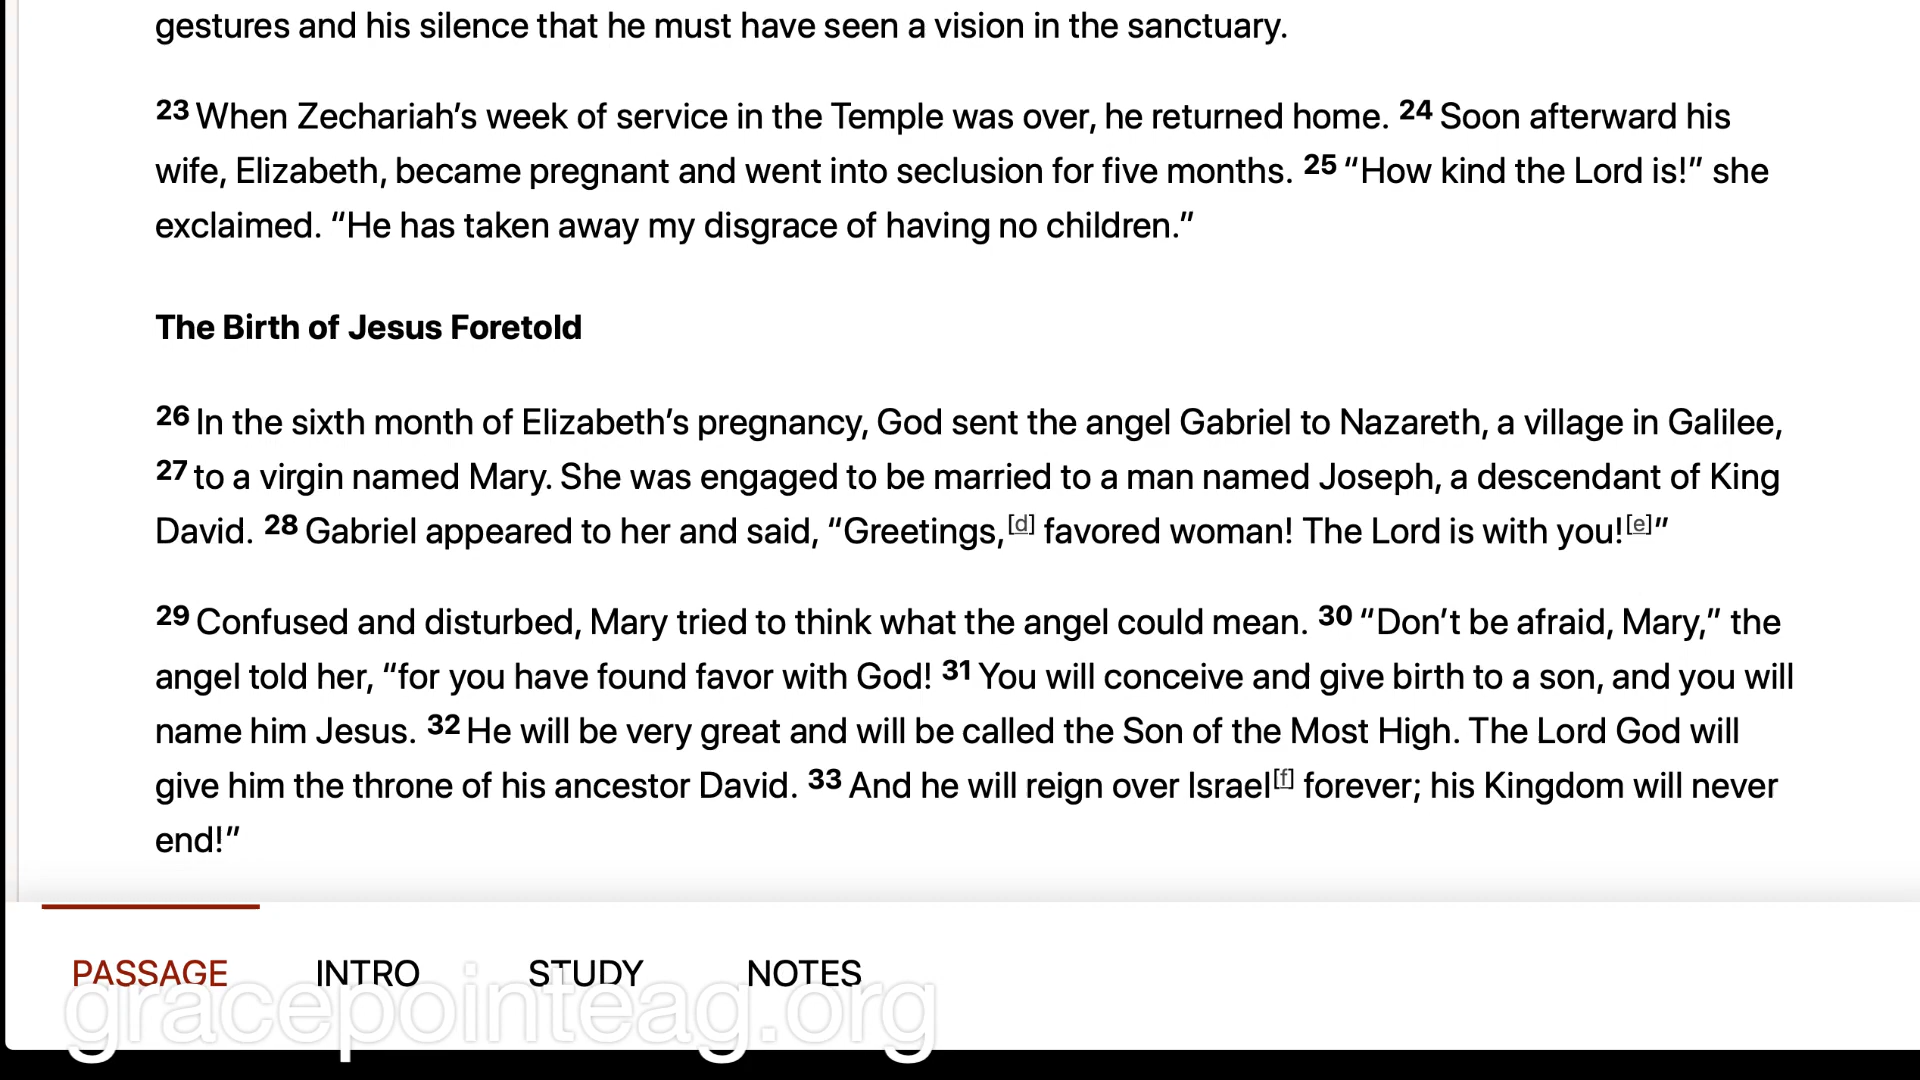 gestures and his silence that he must have seen a vision in the sanctuary.
23 When Zechariah’s week of service in the Temple was over, he returned home. 24 Soon afterward his
wife, Elizabeth, became pregnant and went into seclusion for five months. 25 “How kind the Lord is!” she
exclaimed. “He has taken away my disgrace of having no children.”
The Birth of Jesus Foretold
26 In the sixth month of Elizabeth’s pregnancy, God sent the angel Gabriel to Nazareth, a village in Galilee,
27 to a virgin named Mary. She was engaged to be married to a man named Joseph, a descendant of King
David. 28 Gabriel appeared to her and said, “Greetings,[d] favored woman! The Lord is with you![e]”
29 Confused and disturbed, Mary tried to think what the angel could mean. 30 “Don’t be afraid, Mary,” the
angel told her, “for you have found favor with God! 31 You will conceive and give birth to a son, and you will
name him Jesus. 32 He will be very great and will be called the Son of the Most High. The Lord God will
give him the throne of his ancestor David. 33 And he will reign over Israel[f] forever; his Kingdom will never
end!”
PASSAGE INTRO STUDY NOTES
gracepointeag.org